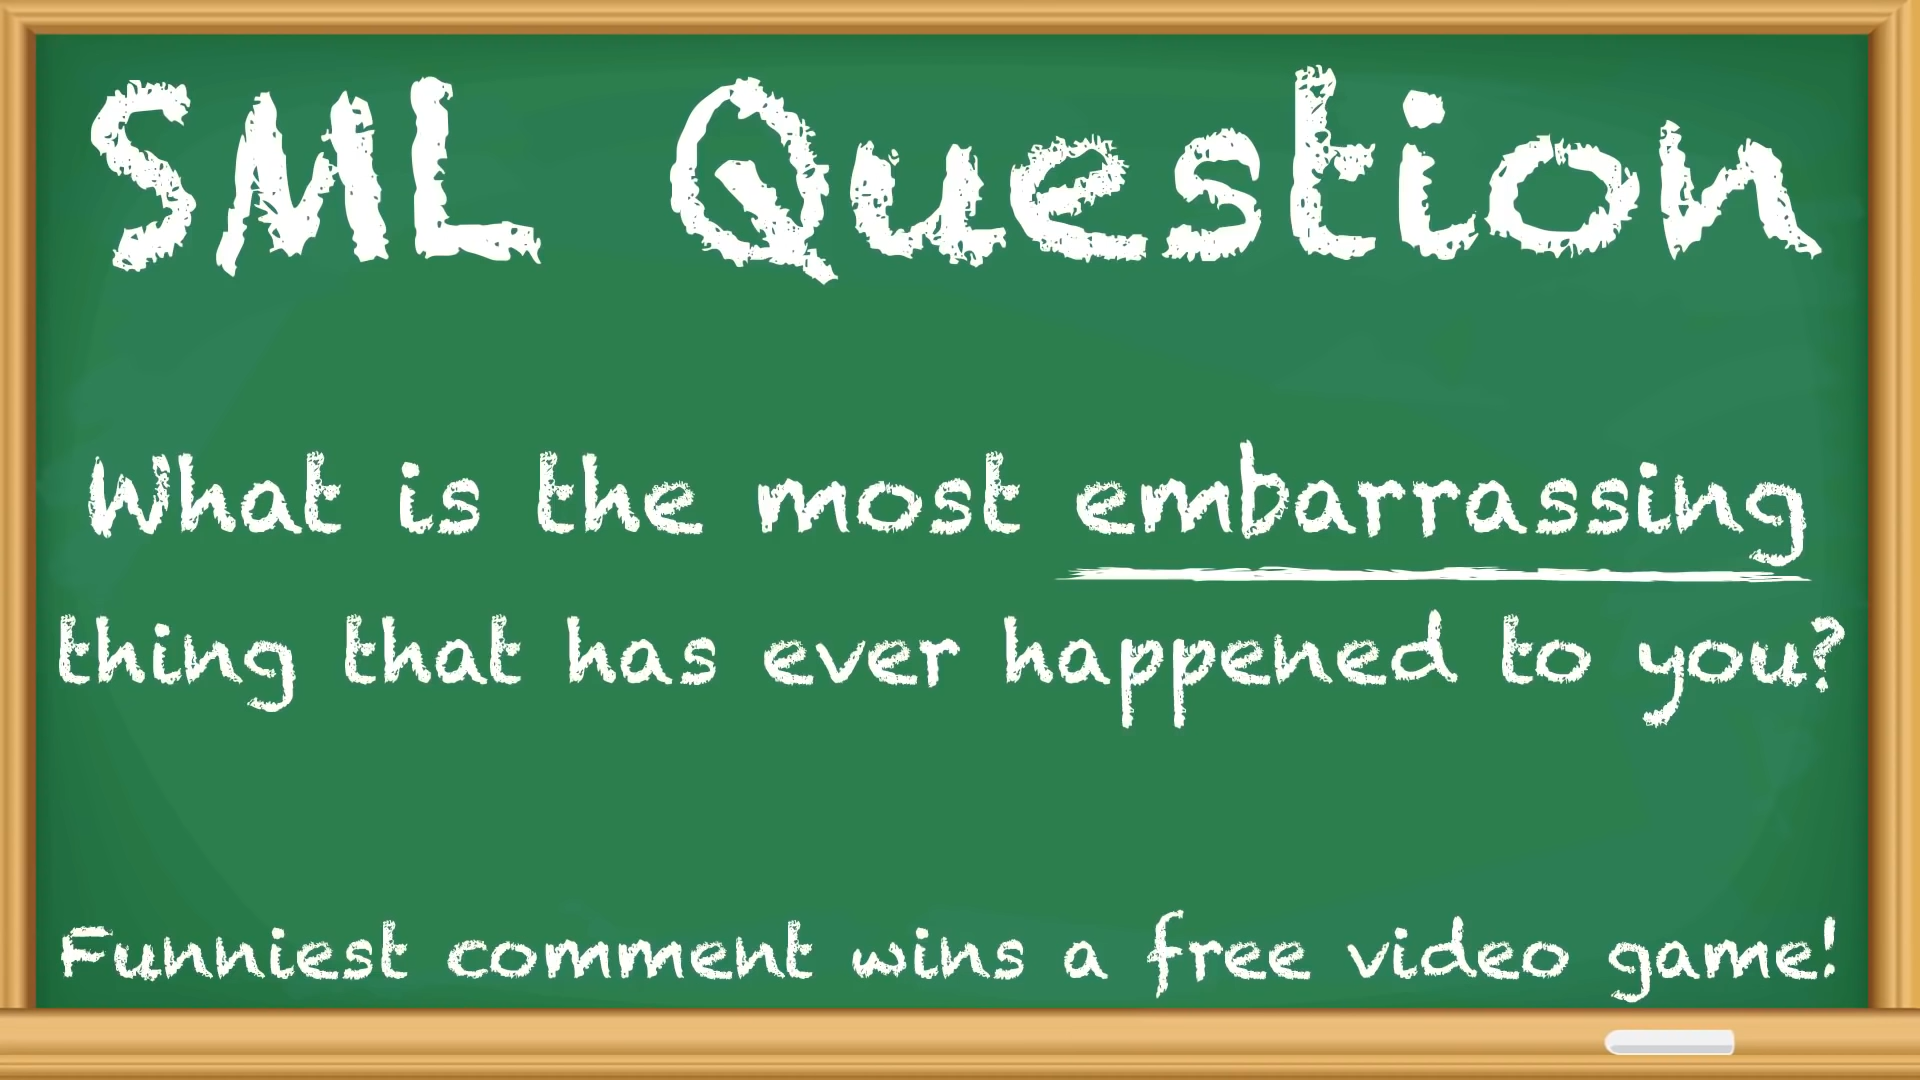 SML Question
What is the most embarrassing
thing that has ever happened to you?
Funniest comment wins a free video game!